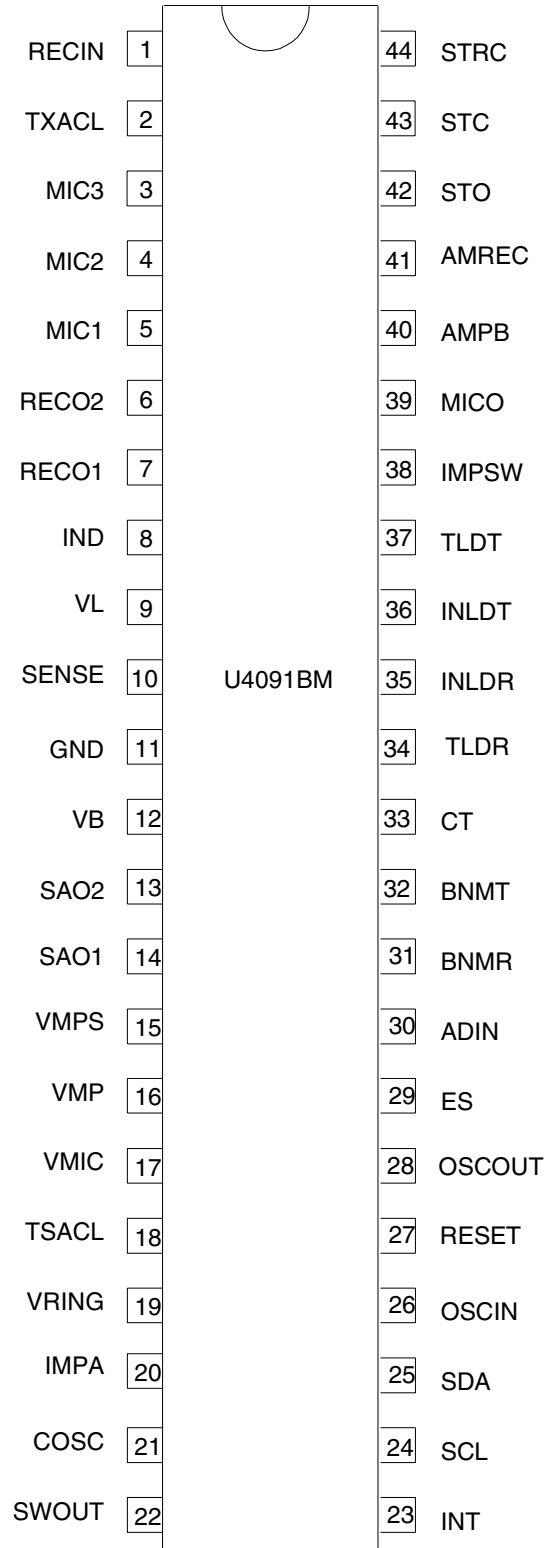 RECIN 1 44 STRC
TXACL 2 43 STC
MIC3 3 42 STO
MIC2 4 41 AMREC
MIC1 5 40 AMPB
RECO2 6 39 MICO
RECO1 7 38 IMPSW
IND 8 37 TLDT
VL 9 36 INLDT
SENSE 10 U4091BM 35 INLDR
GND 11 34 TLDR
VB 12 33 CT
SAO2 13 32 BNMT
SAO1 14 31 BNMR
VMPS 15 30 ADIN
VMP 16 29 ES
VMIC 17 28 OSCOUT
TSACL 18 27 RESET
VRING 19 26 OSCIN
IMPA 20 25 SDA
COSC 21 24 SCL
SWOUT 22 23 INT